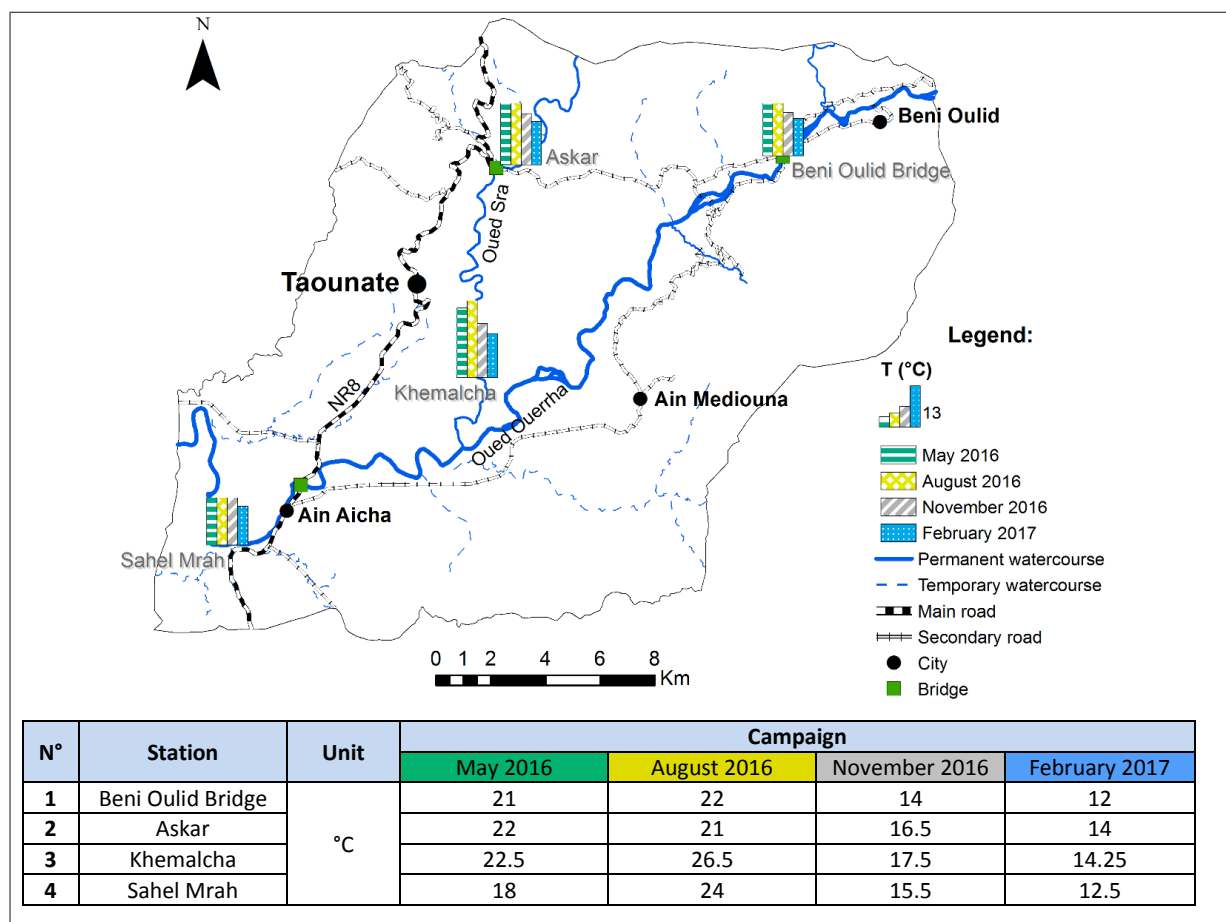 N
Beni Oulid
Askar
Beni Oulid Bridge
Oued Sra
Taounate
Legend:
T (°C)
13
Khemalcha
NR8
Ain Mediouna
Oued Ouerrha
May 2016
August 2016
November 2016
February 2017
Ain Aicha
Sahel Mrah
Permanent watercourse
Temporary watercourse
Main road
Secondary road
City
Bridge
0 1 2 4 6 8
Km
N° Station Unit Campaign
May 2016 August 2016 November 2016 February 2017
1 Beni Oulid Bridge 21 22 14 12
2 Askar 22 21 16.5 14
°C
3 Khemalcha 22.5 26.5 17.5 14.25
4 Sahel Mrah 18 24 15.5 12.5